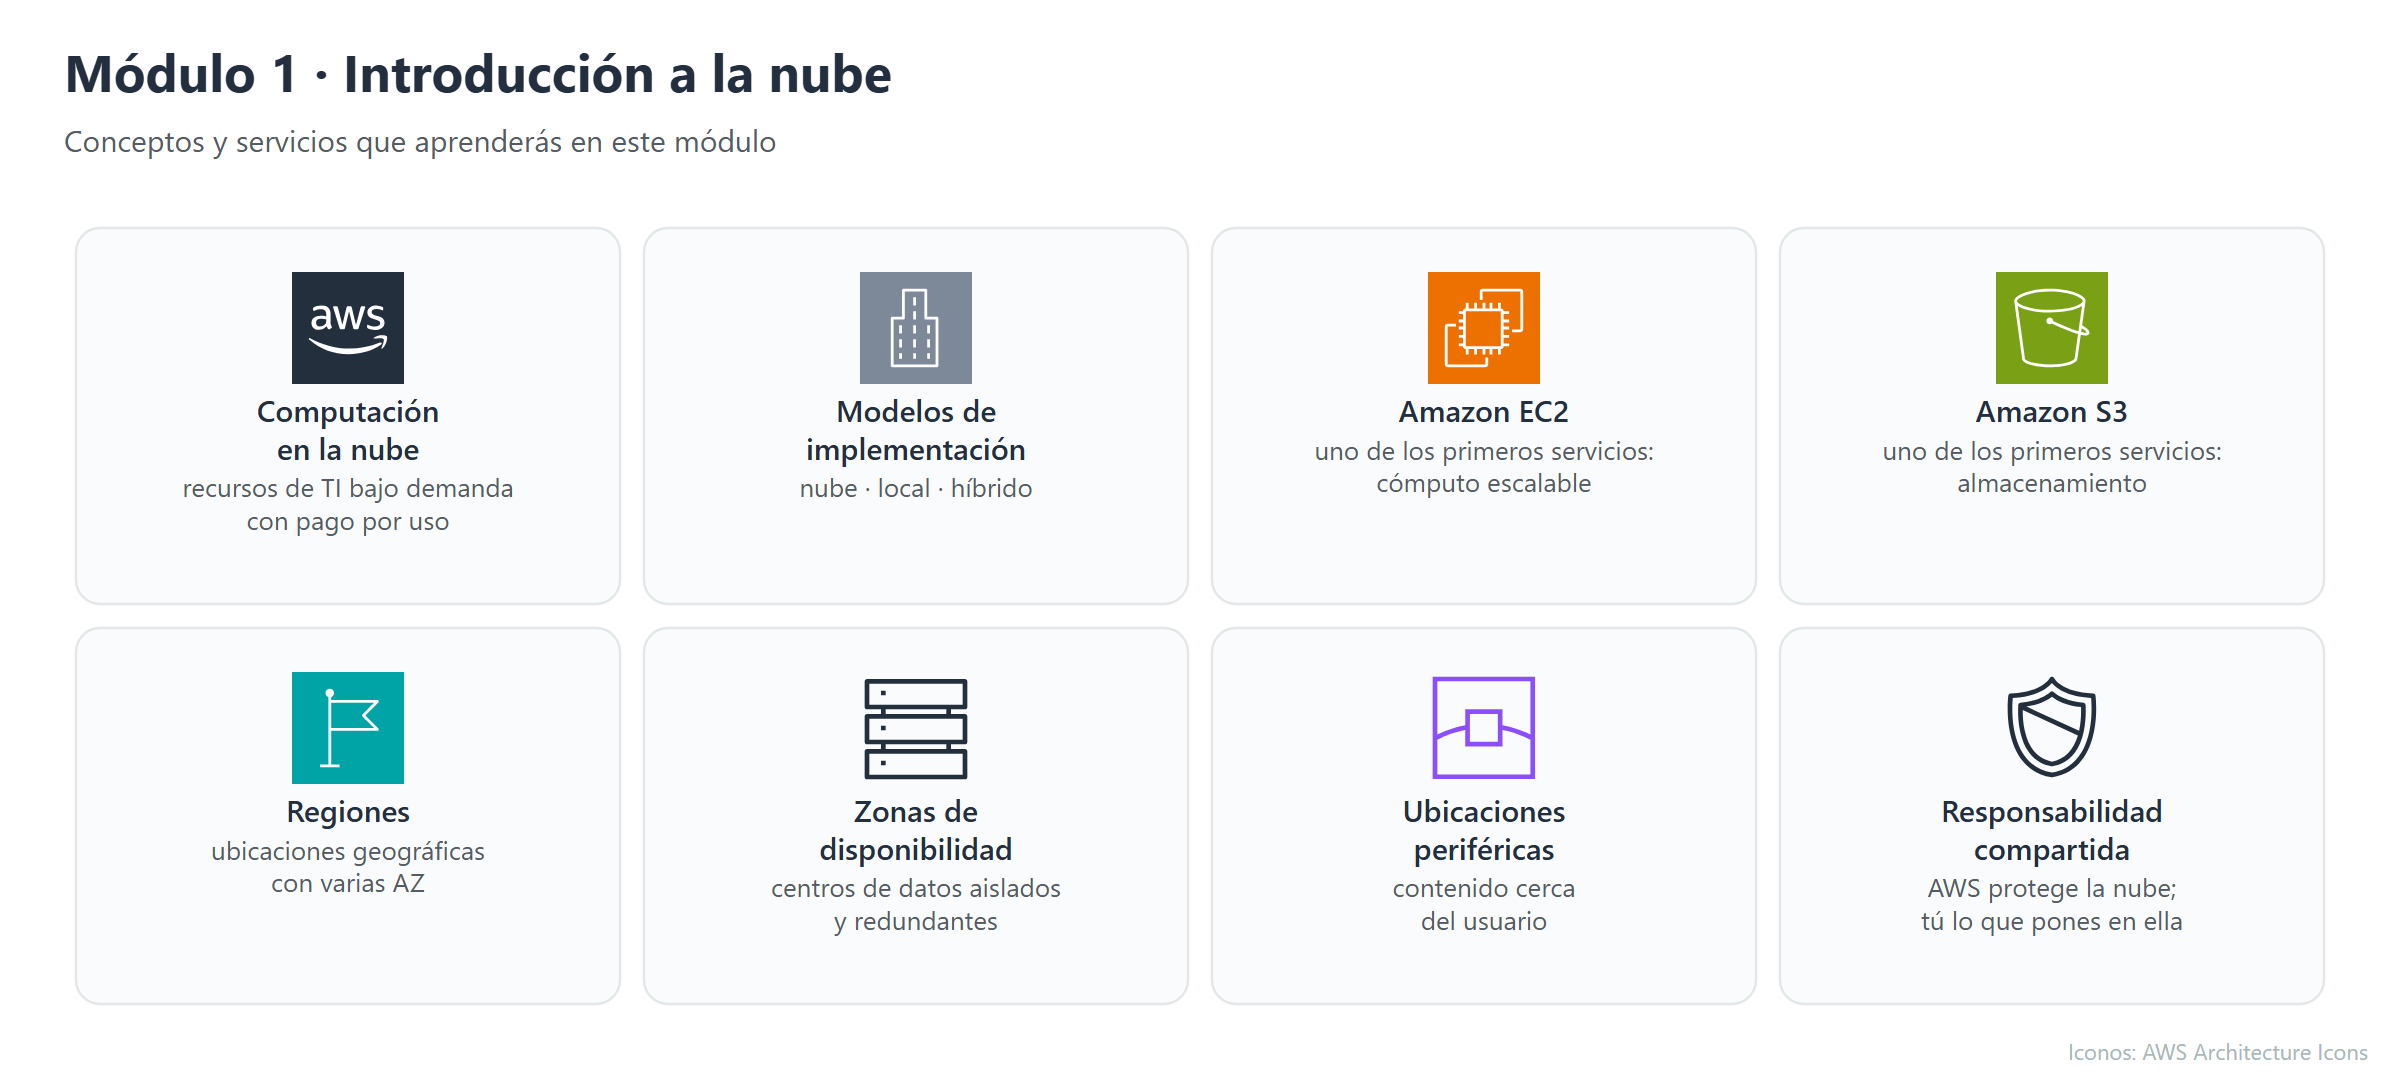 Módulo 1 · Introducción a la nube
Conceptos y servicios que aprenderás en este módulo
aws
Computación
en la nube
recursos de TI bajo demanda
con pago por uso
Modelos de
implementación
nube · local · híbrido
Amazon EC2
uno de los primeros servicios:
cómputo escalable
Amazon S3
uno de los primeros servicios:
almacenamiento
Regiones
ubicaciones geográficas
con varias AZ
Zonas de
disponibilidad
centros de datos aislados
y redundantes
Ubicaciones
periféricas
contenido cerca
del usuario
Responsabilidad
compartida
AWS protege la nube;
tú lo que pones en ella
Iconos: AWS Architecture Icons